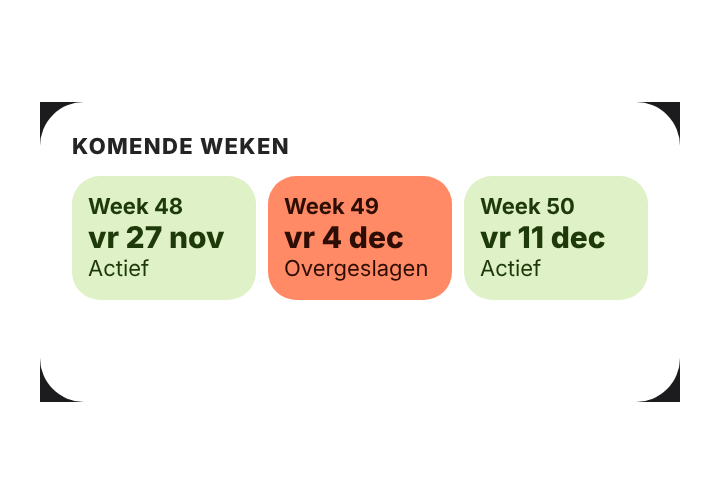 KOMENDE WEKEN
Week 48
vr 27 nov
Actief
Week 49
vr 4 dec
Overgeslagen
Week 50
vr 11 dec
Actief